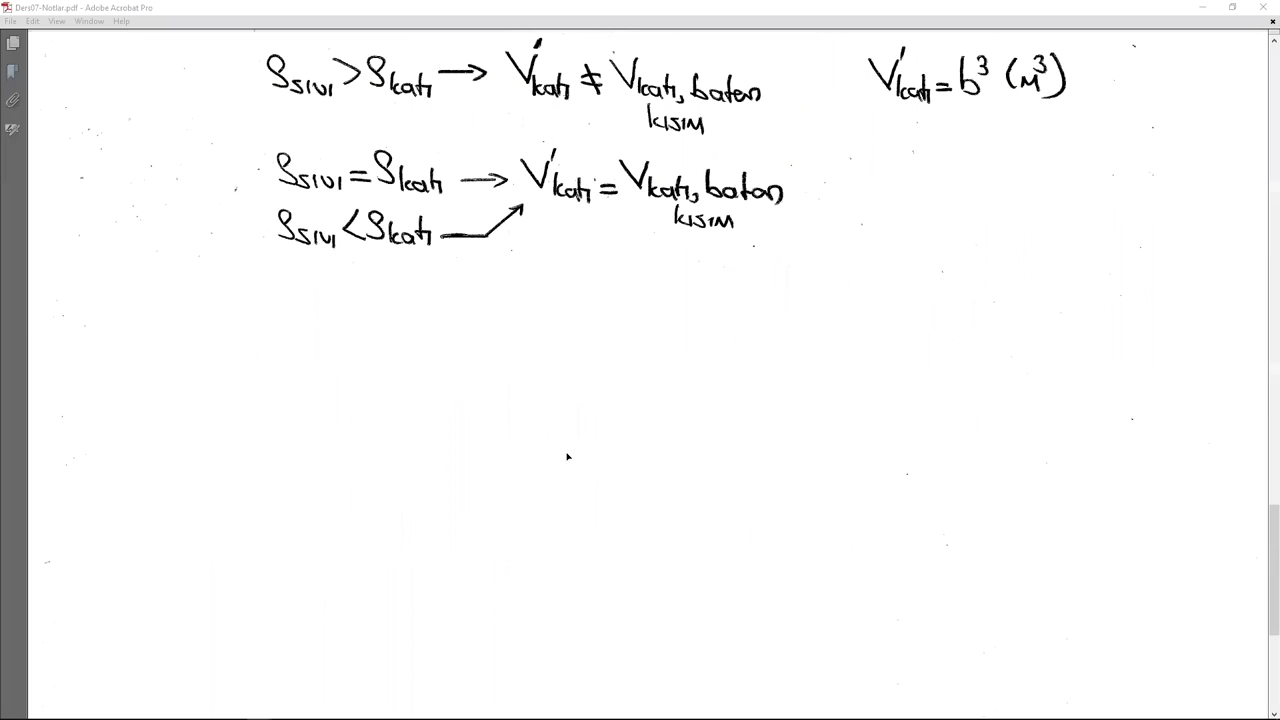 Ders07-Notlar.pdf - Adobe Acrobat Pro
File Edit View Window Help
ρsıvı > ρkatı → V́katı ≠ Vkatı, batan kısım
V́katı = b³ (m³)
ρsıvı = ρkatı → V́katı = Vkatı, batan kısım
ρsıvı < ρkatı